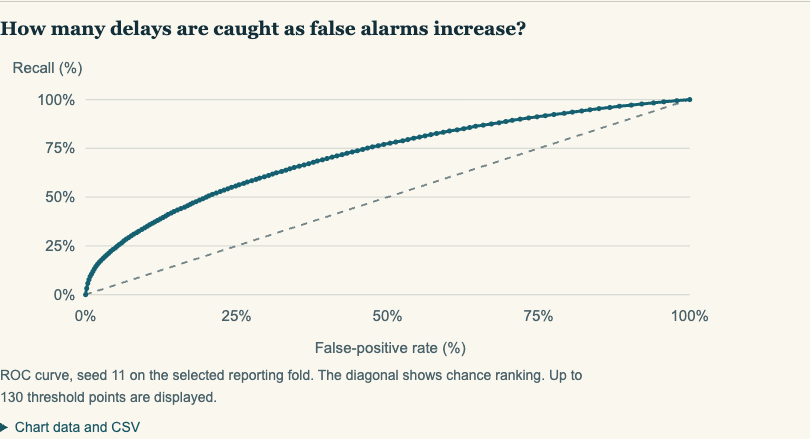 How many delays are caught as false alarms increase?
Recall (%)
100%
75%
50%
25%
0%
0% 25% 50% 75% 100%
False-positive rate (%)
ROC curve, seed 11 on the selected reporting fold. The diagonal shows chance ranking. Up to
130 threshold points are displayed.
▶ Chart data and CSV